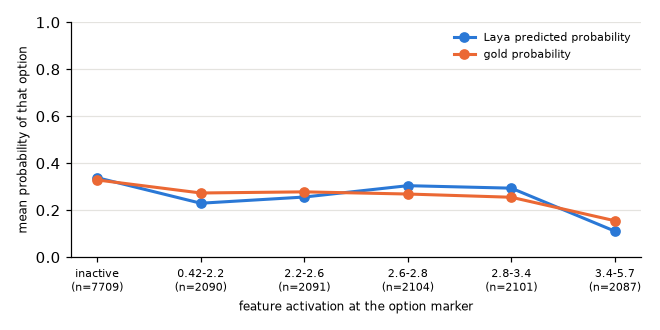 Laya predicted probability
gold probability
mean probability of that option
1.0
0.8
0.6
0.4
0.2
0.0
inactive 0.42-2.2 2.2-2.6 2.6-2.8 2.8-3.4 3.4-5.7
(n=7709) (n=2090) (n=2091) (n=2104) (n=2101) (n=2087)
feature activation at the option marker